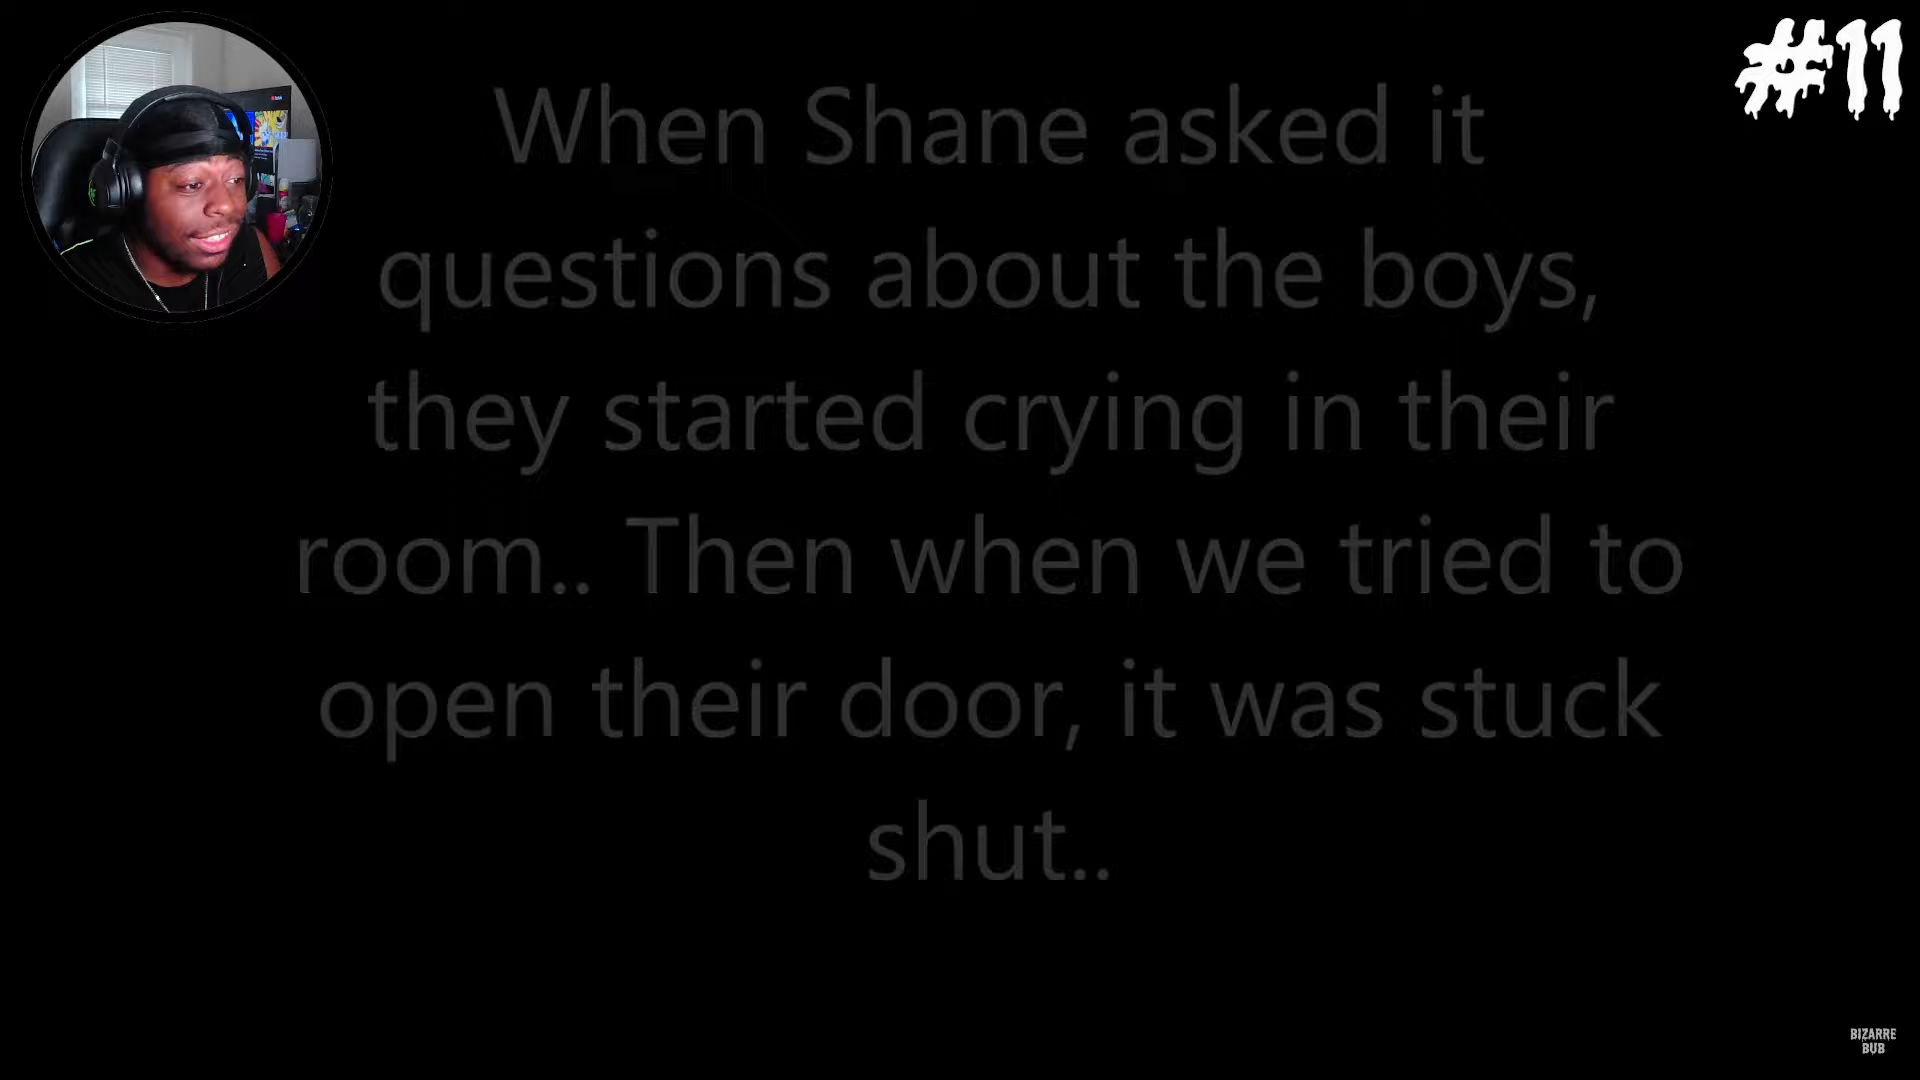 #11
When Shane asked it
questions about the boys,
they started crying in their
room.. Then when we tried to
open their door, it was stuck
shut..
BIZARRE
BUB